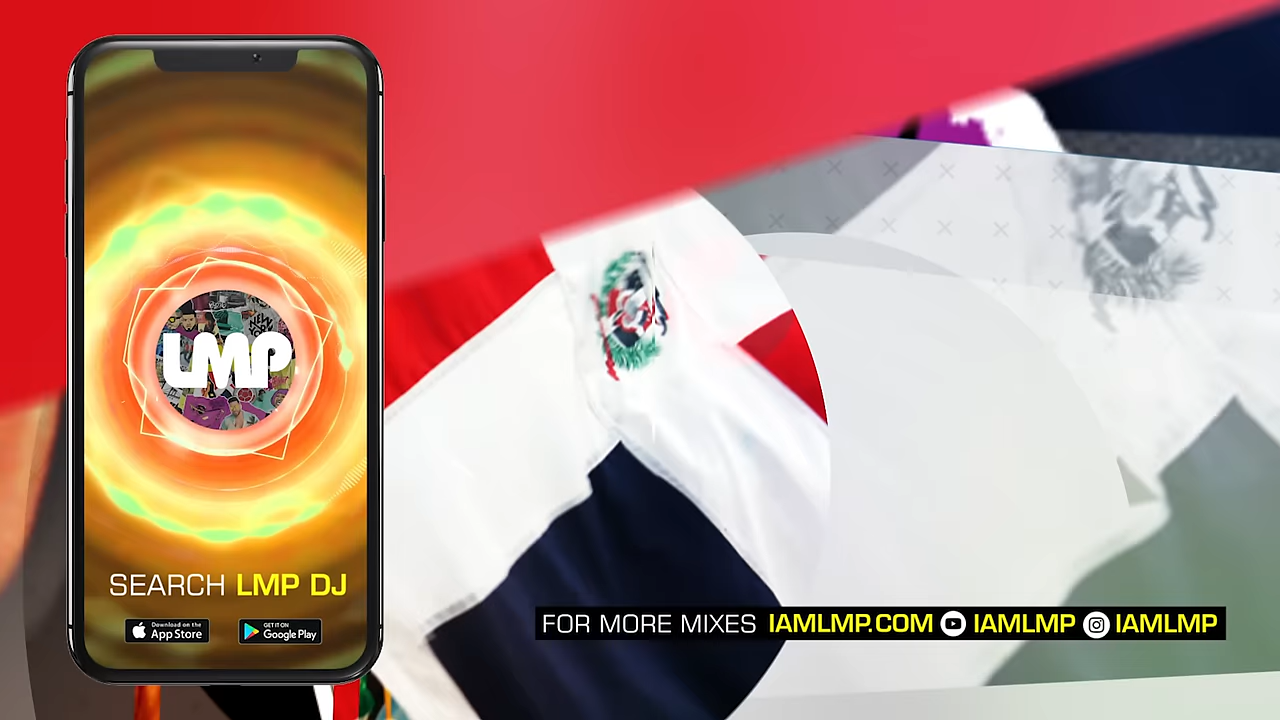 LMP
SEARCH LMP DJ
Download on the
App Store
GET IT ON
Google Play
FOR MORE MIXES IAMLMP.COM IAMLMP IAMLMP